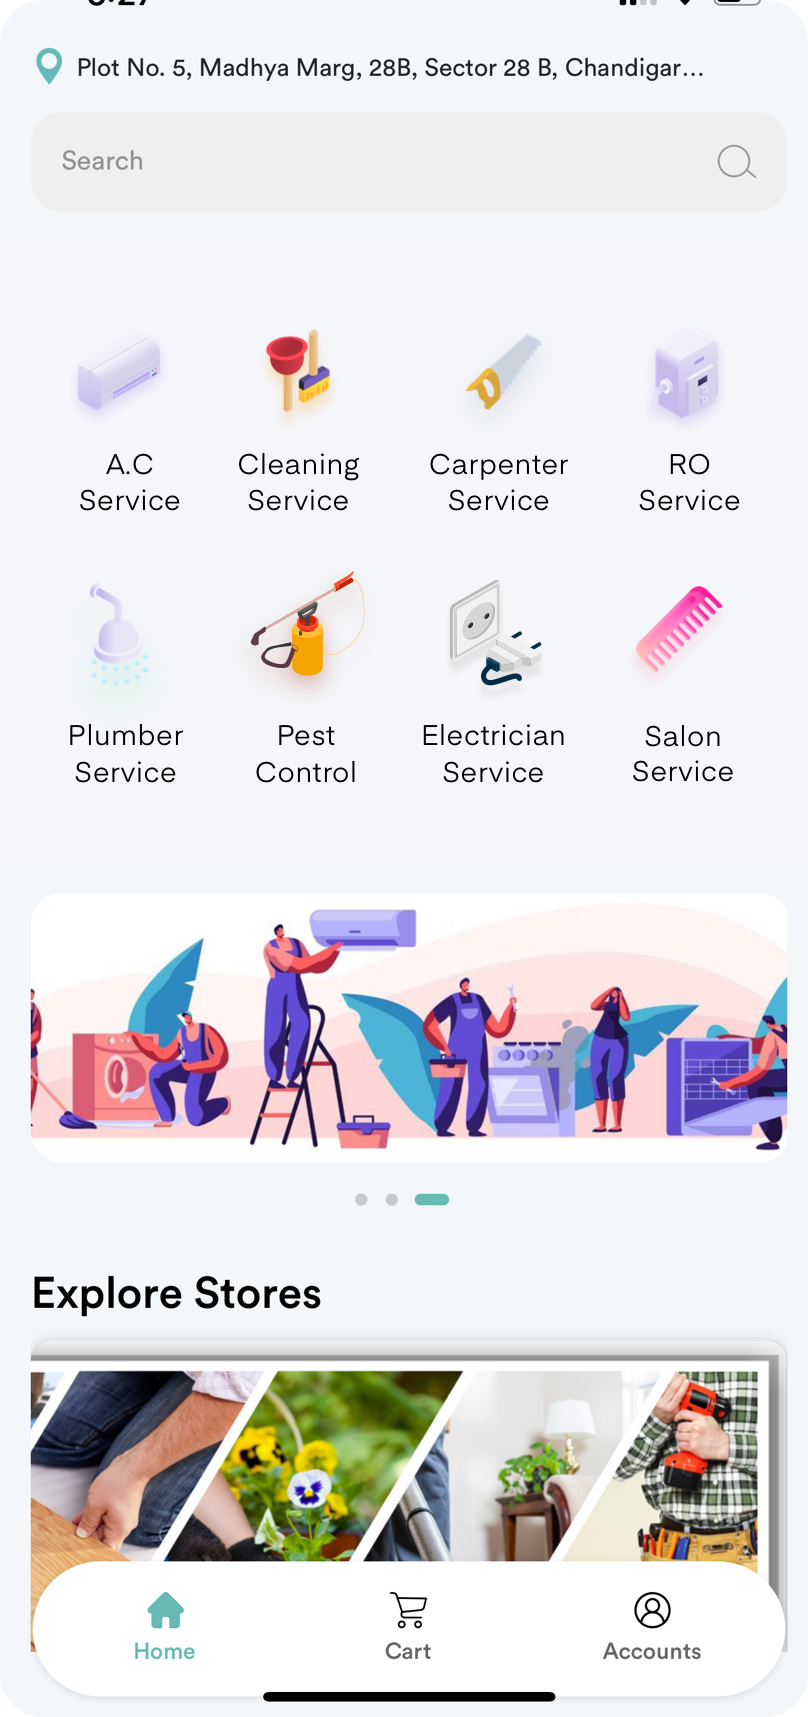 Plot No. 5, Madhya Marg, 28B, Sector 28 B, Chandigar...
Search
A.C
Service
Cleaning
Service
Carpenter
Service
RO
Service
Plumber
Service
Pest
Control
Electrician
Service
Salon
Service
Explore Stores
Home
Cart
Accounts